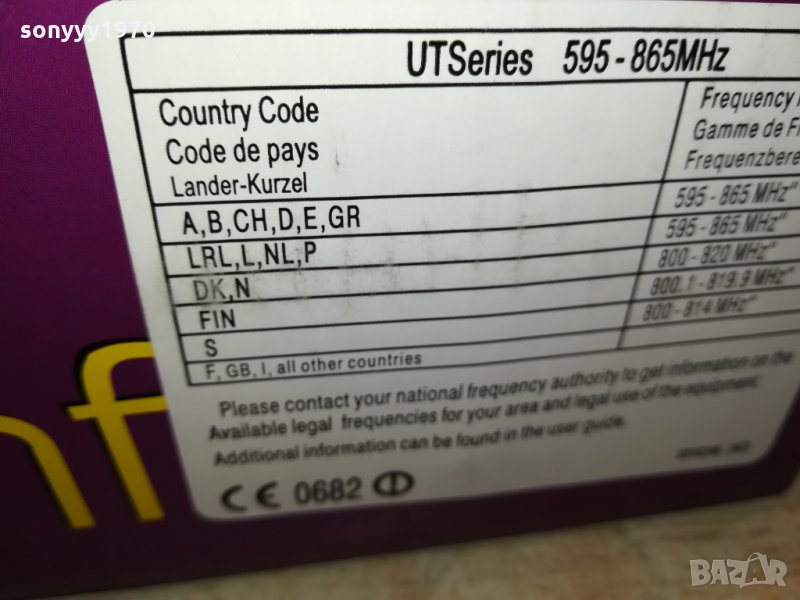 sonyyy1970
UTSeries 595-865MHz
Country Code
Code de pays
Lander-Kurzel
Frequency
Gamme de F
Frequenzbere
A,B,CH,D,E,GR 595-865 MHz*
LRL,L,NL,P 595-865 MHz*
DK,N 800-820 MHz*
FIN 800.1-819.9 MHz*
S 800-814 MHz*
F, GB, I, all other countries
Please contact your national frequency authority to get information on the
Available legal frequencies for your area and legal use of the equipment.
Additional information can be found in the user guide.
CE 0682
nf
BAZAR